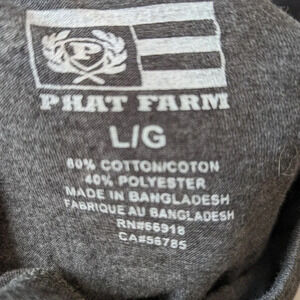 P
PHAT FARM
L/G
60% COTTON/COTON
40% POLYESTER
MADE IN BANGLADESH
FABRIQUE AU BANGLADESH
RN#66918
CA#56785